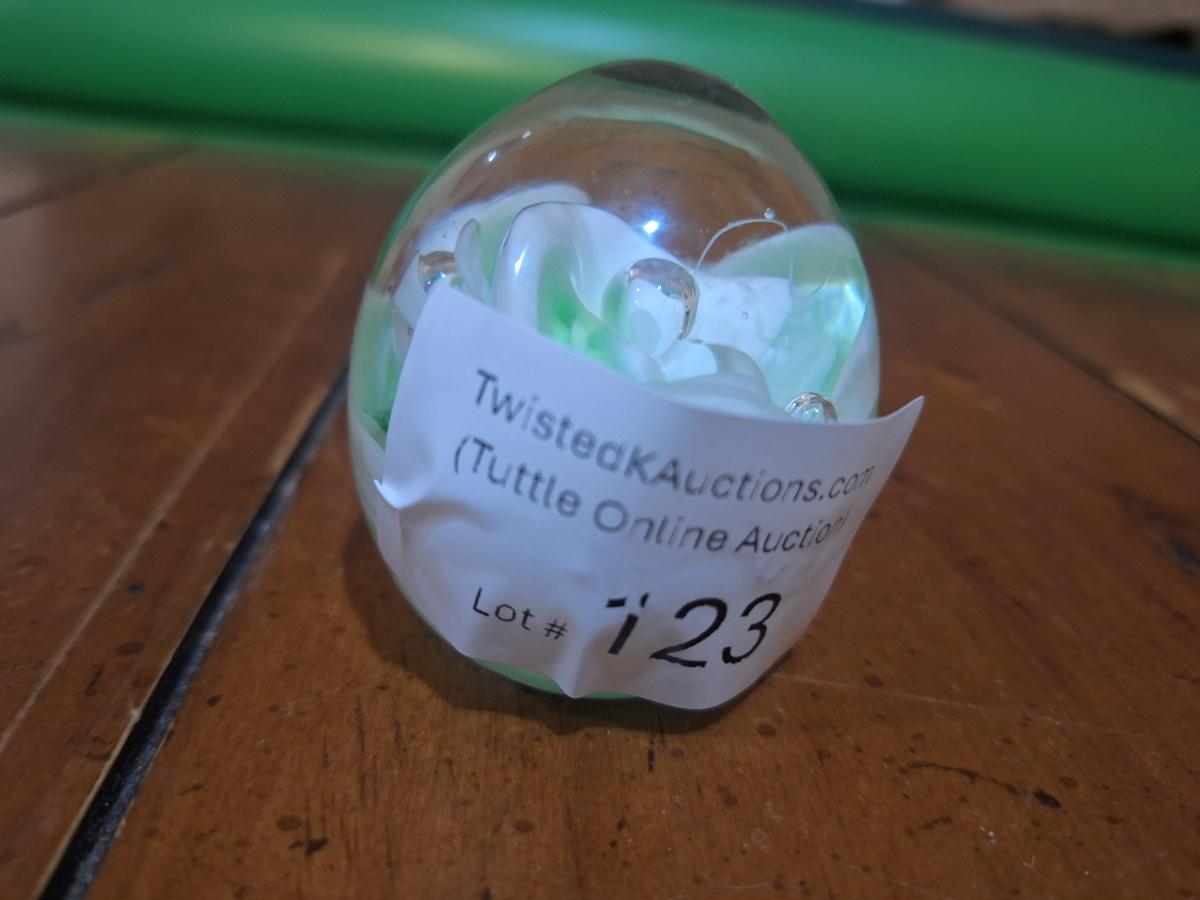 TwistedKAuctions.com
(Tuttle Online Auction)
Lot # 123